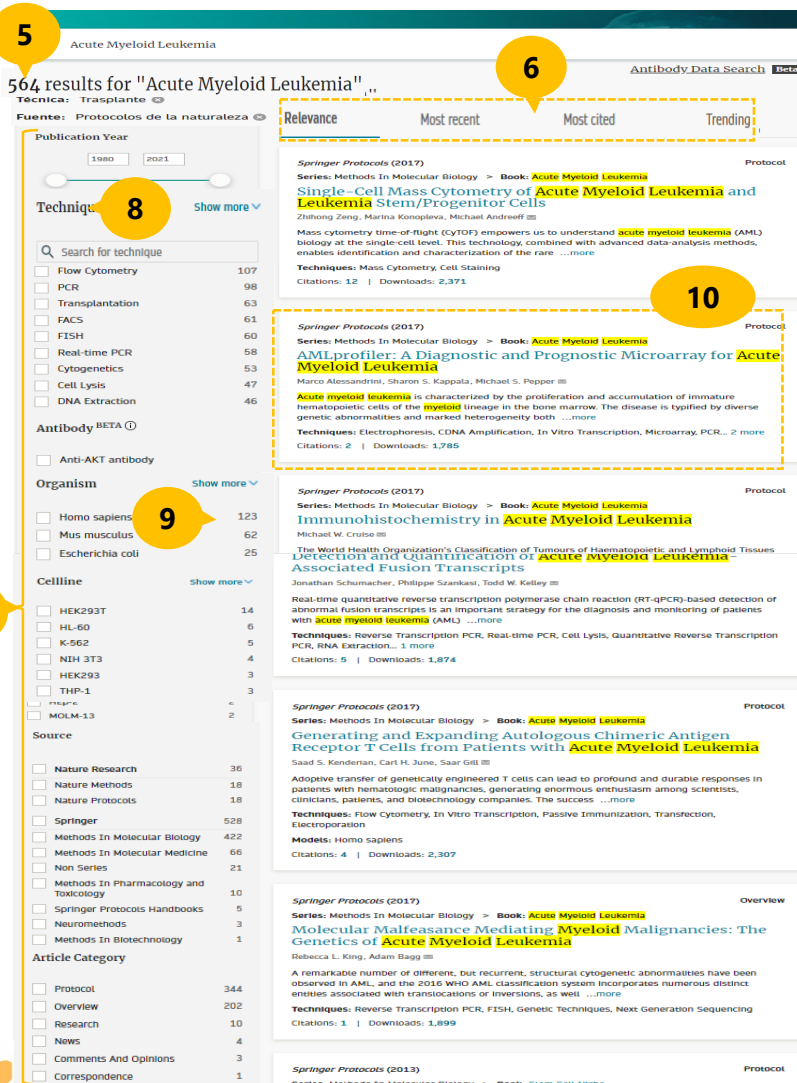 5
Acute Myeloid Leukemia
564 results for "Acute Myeloid Leukemia"
6
Antibody Data Search Beta
Técnica: Trasplante
Fuente: Protocolos de la naturaleza
Relevance Most recent Most cited Trending
Publication Year
1980 2021
8
Show more
Search for technique
Flow Cytometry 107
PCR 98
Transplantation 63
FACS 61
FISH 60
Real-time PCR 58
Cytogenetics 53
Cell Lysis 47
DNA Extraction 46
Antibody BETA
Anti-AKT antibody
Organism Show more
Homo sapiens 123
9
Mus musculus 62
Escherichia coli 25
Cellline Show more
HEK293T 14
HL-60 6
K-562 5
NIH 3T3 4
HEK293 3
THP-1 3
MOLM-13 2
Source
Nature Research 36
Nature Methods 18
Nature Protocols 18
Springer 528
Methods In Molecular Biology 422
Methods In Molecular Medicine 66
Non Series 21
Methods In Pharmacology and
Toxicology 10
Springer Protocols Handbooks 5
Neuromethods 3
Methods In Biotechnology 1
Article Category
Protocol 344
Overview 202
Research 10
News 4
Comments And Opinions 3
Correspondence 1
Springer Protocols (2017) Protocol
Series: Methods In Molecular Biology > Book: Acute Myeloid Leukemia
Single-Cell Mass Cytometry of Acute Myeloid Leukemia and
Leukemia Stem/Progenitor Cells
Zhihong Zeng, Marina Konopleva, Michael Andreeff
Mass cytometry time-of-flight (CyTOF) empowers us to understand acute myeloid leukemia (AML)
biology at the single-cell level. This technology, combined with advanced data-analysis methods,
enables identification and characterization of the rare ...more
Techniques: Mass Cytometry, Cell Staining
Citations: 12 | Downloads: 2,371
10
Springer Protocols (2017) Protocol
Series: Methods In Molecular Biology > Book: Acute Myeloid Leukemia
AMLprofiler: A Diagnostic and Prognostic Microarray for Acute
Myeloid Leukemia
Marco Alessandrini, Sharon S. Kappala, Michael S. Pepper
Acute myeloid leukemia is characterized by the proliferation and accumulation of immature
hematopoietic cells of the myeloid lineage in the bone marrow. The disease is typified by diverse
genetic abnormalities and marked heterogeneity both ...more
Techniques: Electrophoresis, CDNA Amplification, In Vitro Transcription, Microarray, PCR... 2 more
Citations: 2 | Downloads: 1,785
Springer Protocols (2017) Protocol
Series: Methods In Molecular Biology > Book: Acute Myeloid Leukemia
Immunohistochemistry in Acute Myeloid Leukemia
Michael W. Cruise
The World Health Organization's Classification of Tumours of Haematopoietic and Lymphoid Tissues
Detection and Quantification of Acute Myeloid Leukemia-
Associated Fusion Transcripts
Jonathan Schumacher, Philippe Szankasi, Todd W. Kelley
Real-time quantitative reverse transcription polymerase chain reaction (RT-qPCR)-based detection of
abnormal fusion transcripts is an important strategy for the diagnosis and monitoring of patients
with acute myeloid leukemia (AML) ...more
Techniques: Reverse Transcription PCR, Real-time PCR, Cell Lysis, Quantitative Reverse Transcription
PCR, RNA Extraction... 1 more
Citations: 5 | Downloads: 1,874
Springer Protocols (2017) Protocol
Series: Methods In Molecular Biology > Book: Acute Myeloid Leukemia
Generating and Expanding Autologous Chimeric Antigen
Receptor T Cells from Patients with Acute Myeloid Leukemia
Saad S. Kenderian, Carl H. June, Saar Gill
Adoptive transfer of genetically engineered T cells can lead to profound and durable responses in
patients with hematologic malignancies, generating enormous enthusiasm among scientists,
clinicians, patients, and biotechnology companies. The success ...more
Techniques: Flow Cytometry, In Vitro Transcription, Passive Immunization, Transfection,
Electroporation
Models: Homo sapiens
Citations: 4 | Downloads: 2,307
Springer Protocols (2017) Overview
Series: Methods In Molecular Biology > Book: Acute Myeloid Leukemia
Molecular Malfeasance Mediating Myeloid Malignancies: The
Genetics of Acute Myeloid Leukemia
Rebecca L. King, Adam Bagg
A remarkable number of different, but recurrent, structural cytogenetic abnormalities have been
observed in AML, and the 2016 WHO AML classification system incorporates numerous distinct
entities associated with translocations or inversions, as well ...more
Techniques: Reverse Transcription PCR, FISH, Genetic Techniques, Next Generation Sequencing
Citations: 1 | Downloads: 1,899
Springer Protocols (2013) Protocol